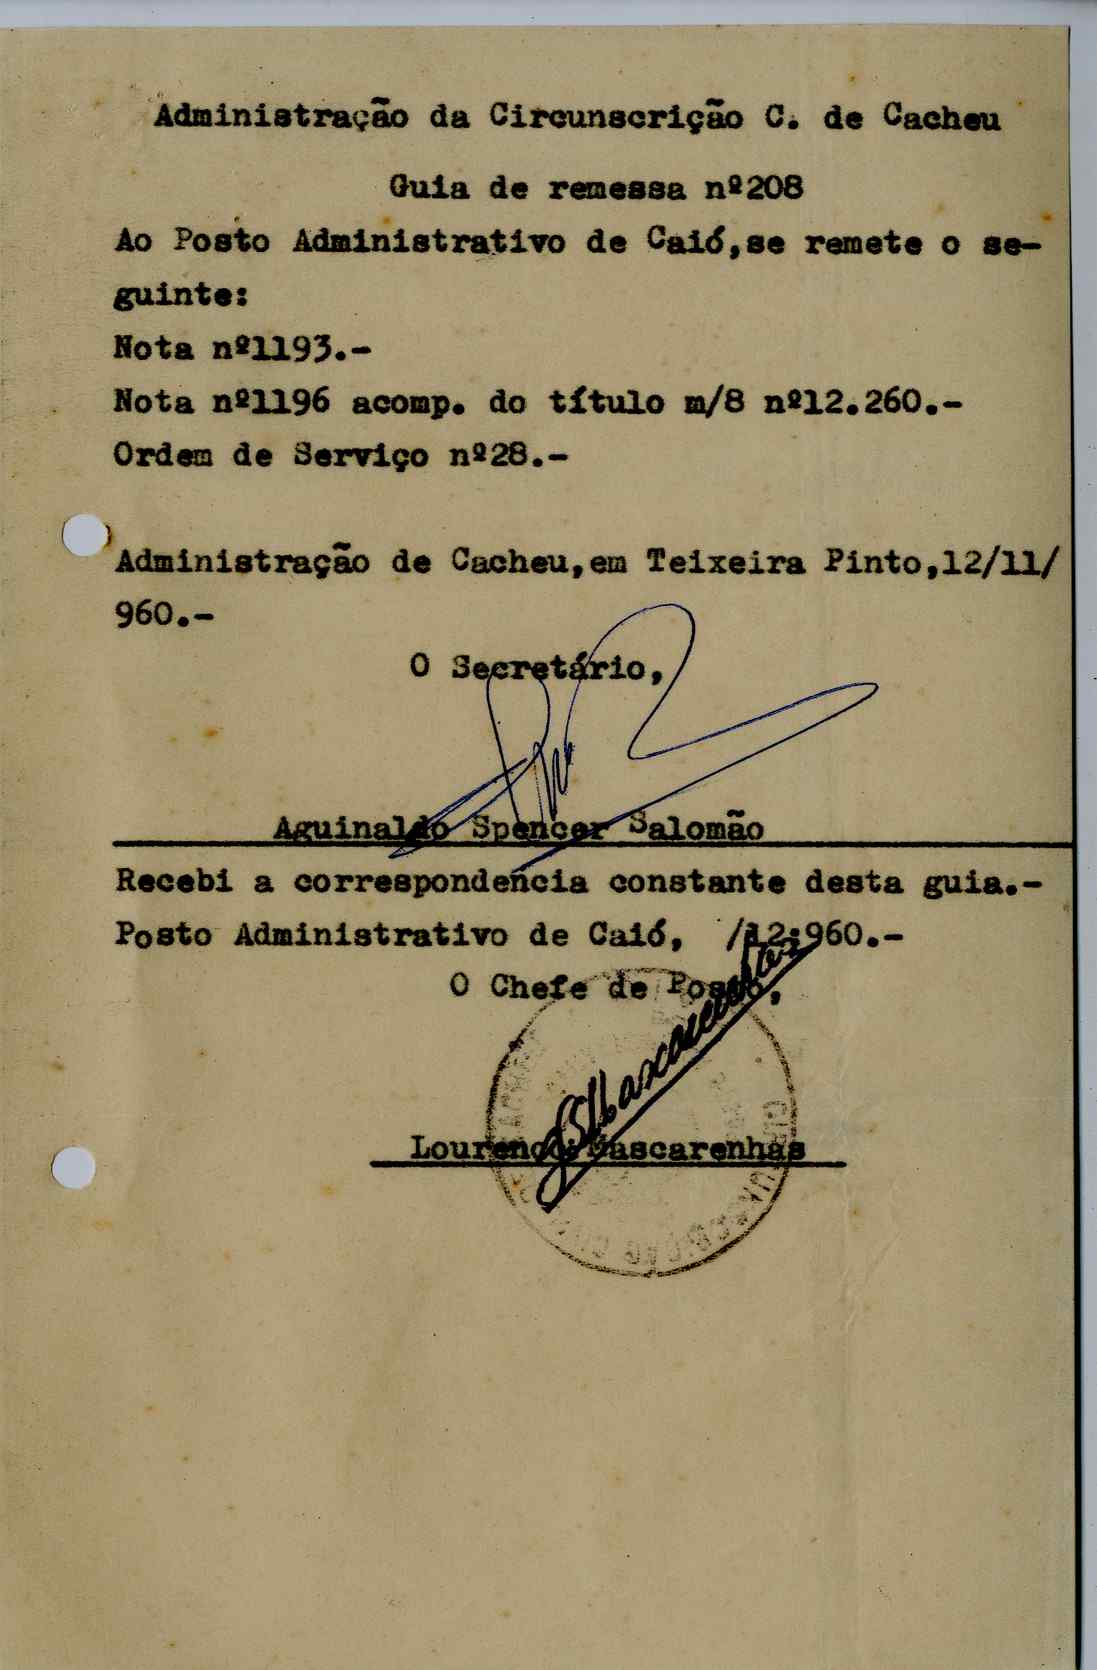 Administração da Circunscrição C. de Cacheu
Guia de remessa nº208
Ao Posto Administrativo de Caió,se remete o se-
guinte:
Nota nº1193.-
Nota nº1196 acomp. do título m/8 nº12.260.-
Ordem de Serviço nº28.-
Administração de Cacheu,em Teixeira Pinto,12/11/
960.-
O Secretário,
Aguinaldo Spencer Salomão
Recebi a correspondencia constante desta guia.-
Posto Administrativo de Caió, /12:960.-
O Chefe de Posto,
Mascarenhas
Lourenço Mascarenhas